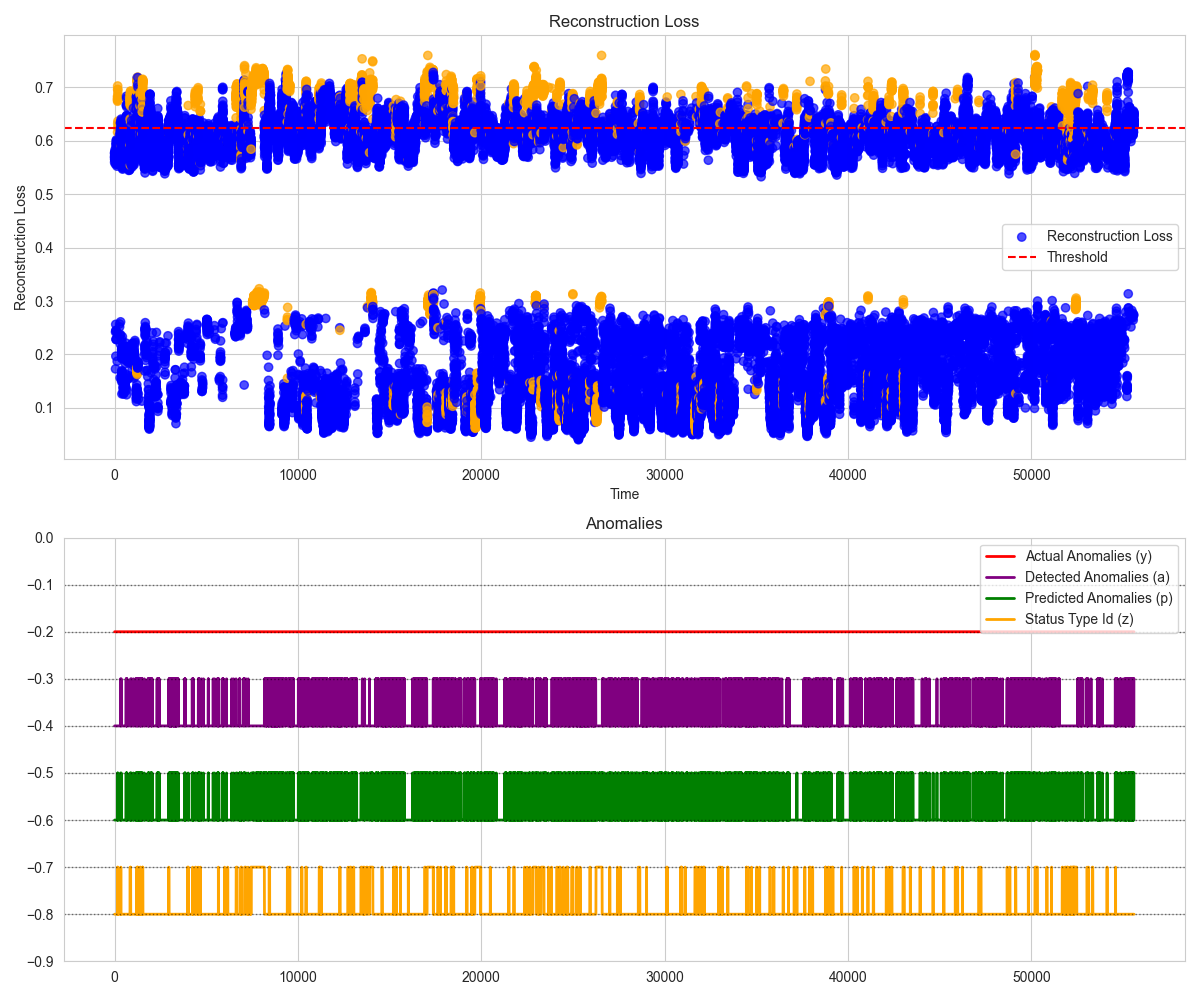 Reconstruction Loss
Reconstruction Loss
0.7
0.6
0.5
0.4
0.3
0.2
0.1
Reconstruction Loss
Threshold
0
10000
20000
30000
40000
50000
Time
Anomalies
0.0
−0.1
−0.2
−0.3
−0.4
−0.5
−0.6
−0.7
−0.8
−0.9
Actual Anomalies (y)
Detected Anomalies (a)
Predicted Anomalies (p)
Status Type Id (z)
0
10000
20000
30000
40000
50000